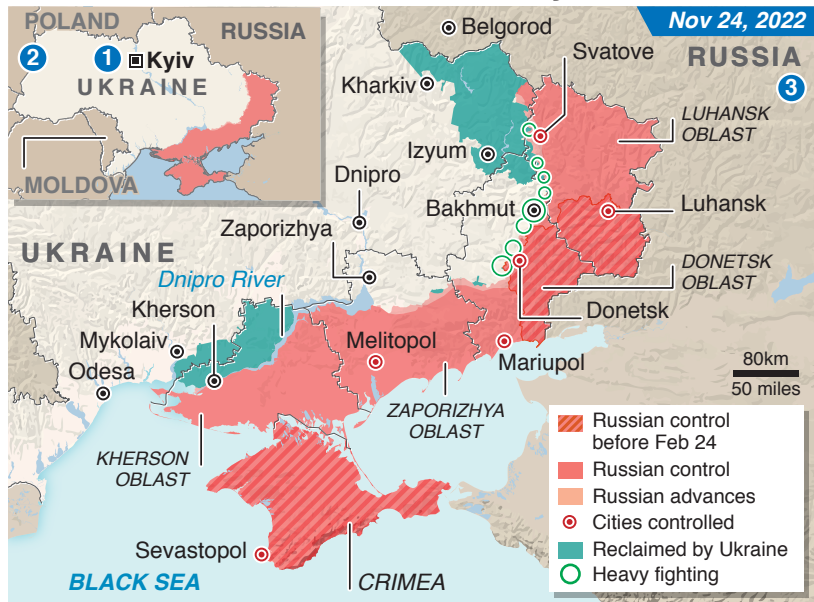 Nov 24, 2022
POLAND
RUSSIA
2
1
Kyiv
UKRAINE
MOLDOVA
Belgorod
Svatove
RUSSIA
3
Kharkiv
LUHANSK
OBLAST
Izyum
Dnipro
Bakhmut
Luhansk
Zaporizhya
UKRAINE
Dnipro River
DONETSK
OBLAST
Kherson
Donetsk
Mykolaiv
Melitopol
Mariupol
Odesa
80km
50 miles
ZAPORIZHYA
OBLAST
KHERSON
OBLAST
Russian control
before Feb 24
Russian control
Russian advances
Cities controlled
Reclaimed by Ukraine
Heavy fighting
Sevastopol
BLACK SEA
CRIMEA